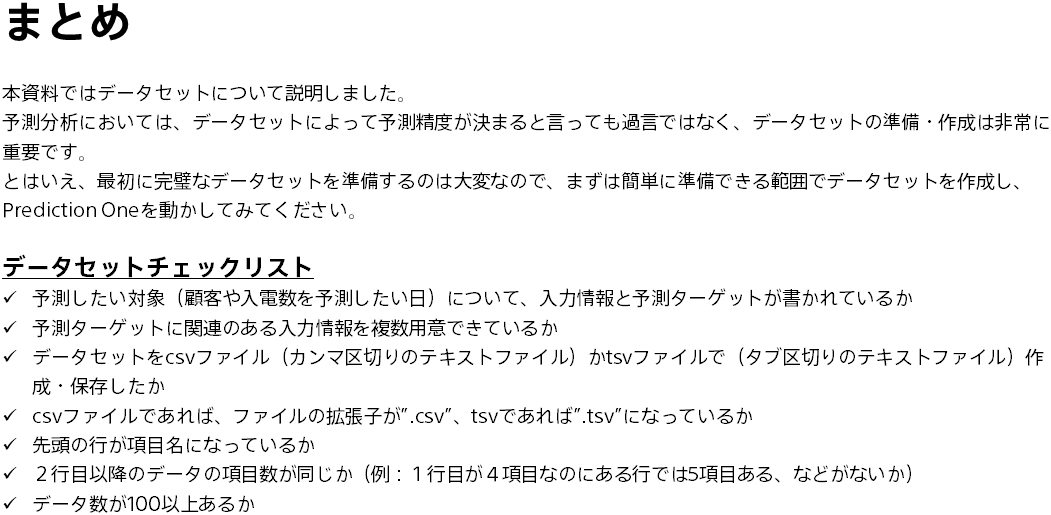 まとめ
本資料ではデータセットについて説明しました。
予測分析においては、データセットによって予測精度が決まると言っても過言ではなく、データセットの準備・作成は非常に
重要です。
とはいえ、最初に完璧なデータセットを準備するのは大変なので、まずは簡単に準備できる範囲でデータセットを作成し、
Prediction Oneを動かしてみてください。
データセットチェックリスト
✓ 予測したい対象（顧客や入電数を予測したい日）について、入力情報と予測ターゲットが書かれているか
✓ 予測ターゲットに関連のある入力情報を複数用意できているか
✓ データセットをcsvファイル（カンマ区切りのテキストファイル）かtsvファイルで（タブ区切りのテキストファイル）作
成・保存したか
✓ csvファイルであれば、ファイルの拡張子が”.csv”、tsvであれば”.tsv”になっているか
✓ 先頭の行が項目名になっているか
✓ ２行目以降のデータの項目数が同じか（例：１行目が４項目なのにある行では5項目ある、などがないか）
✓ データ数が100以上あるか